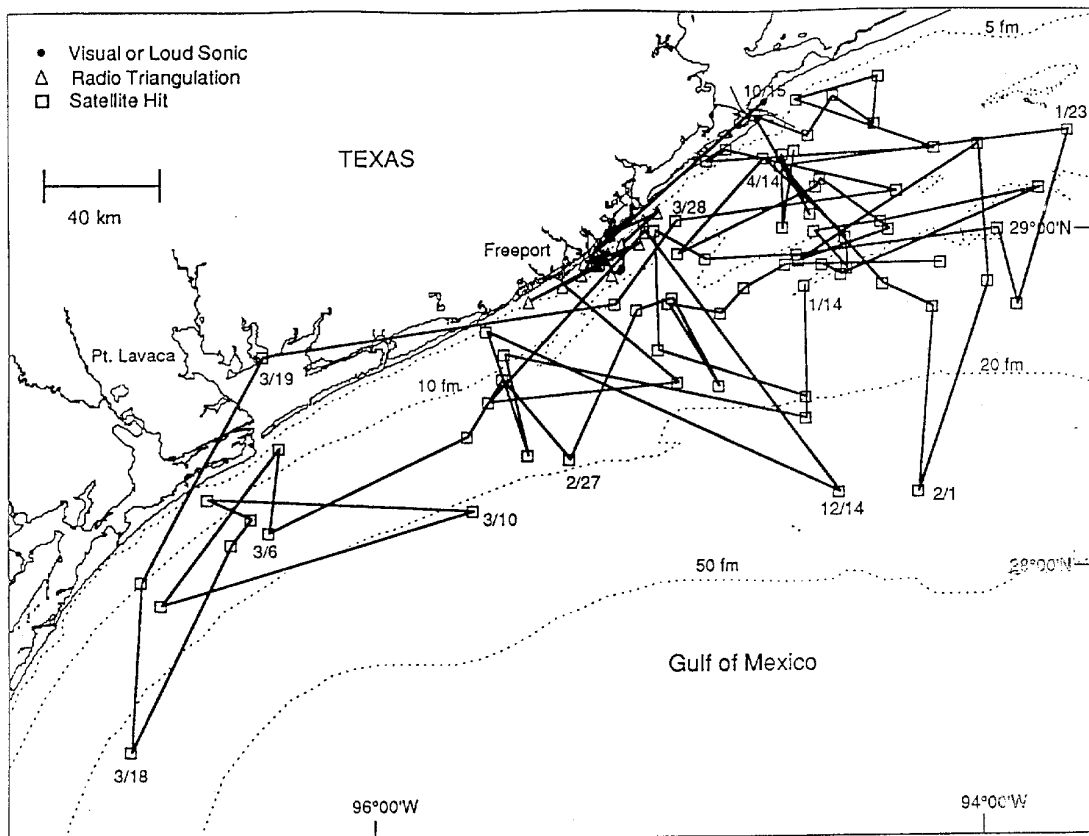 5 fm
Visual or Loud Sonic
Radio Triangulation
Satellite Hit
10/15
1/23
TEXAS
4/14
40 km
3/28
29°00'N
Freeport
1/14
Pt. Lavaca
3/19
10 fm
20 fm
2/27
12/14
2/1
3/10
3/6
50 fm
28°00'N
Gulf of Mexico
3/18
96°00'W
94°00'W